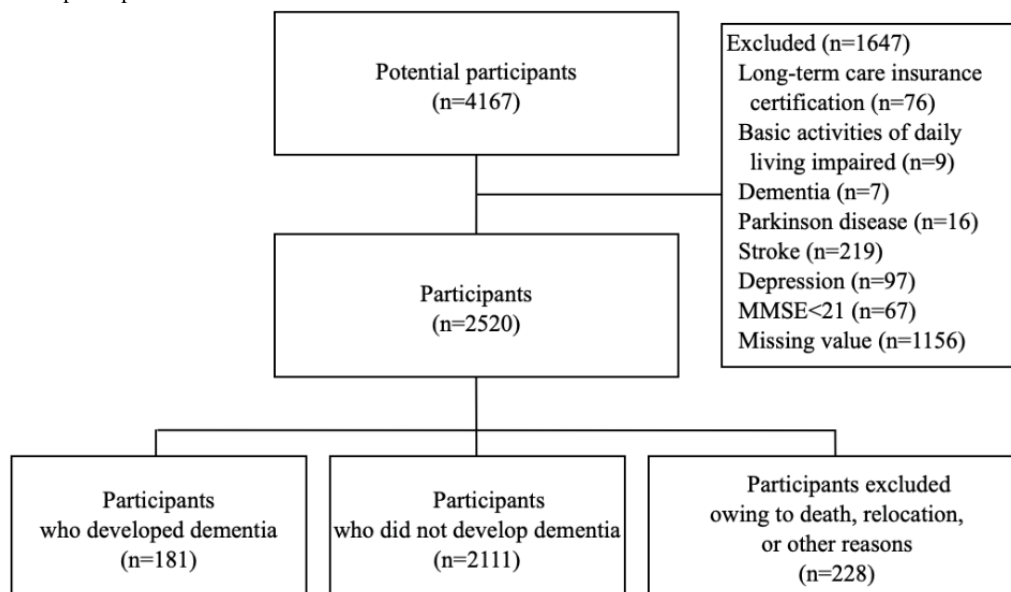 Potential participants
(n=4167)
Excluded (n=1647)
Long-term care insurance
certification (n=76)
Basic activities of daily
living impaired (n=9)
Dementia (n=7)
Parkinson disease (n=16)
Stroke (n=219)
Depression (n=97)
MMSE<21 (n=67)
Missing value (n=1156)
Participants
(n=2520)
Participants
who developed dementia
(n=181)
Participants
who did not develop dementia
(n=2111)
Participants excluded
owing to death, relocation,
or other reasons
(n=228)